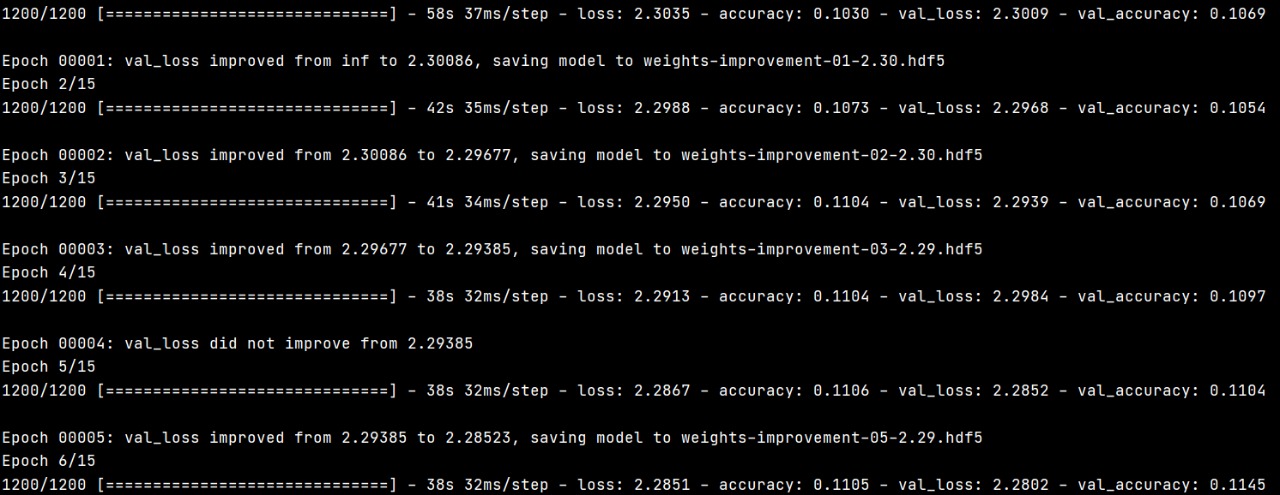 1200/1200 [==============================] - 58s 37ms/step - loss: 2.3035 - accuracy: 0.1030 - val_loss: 2.3009 - val_accuracy: 0.1069
Epoch 00001: val_loss improved from inf to 2.30086, saving model to weights-improvement-01-2.30.hdf5
Epoch 2/15
1200/1200 [==============================] - 42s 35ms/step - loss: 2.2988 - accuracy: 0.1073 - val_loss: 2.2968 - val_accuracy: 0.1054
Epoch 00002: val_loss improved from 2.30086 to 2.29677, saving model to weights-improvement-02-2.30.hdf5
Epoch 3/15
1200/1200 [==============================] - 41s 34ms/step - loss: 2.2950 - accuracy: 0.1104 - val_loss: 2.2939 - val_accuracy: 0.1069
Epoch 00003: val_loss improved from 2.29677 to 2.29385, saving model to weights-improvement-03-2.29.hdf5
Epoch 4/15
1200/1200 [==============================] - 38s 32ms/step - loss: 2.2913 - accuracy: 0.1104 - val_loss: 2.2984 - val_accuracy: 0.1097
Epoch 00004: val_loss did not improve from 2.29385
Epoch 5/15
1200/1200 [==============================] - 38s 32ms/step - loss: 2.2867 - accuracy: 0.1106 - val_loss: 2.2852 - val_accuracy: 0.1104
Epoch 00005: val_loss improved from 2.29385 to 2.28523, saving model to weights-improvement-05-2.29.hdf5
Epoch 6/15
1200/1200 [==============================] - 38s 32ms/step - loss: 2.2851 - accuracy: 0.1105 - val_loss: 2.2802 - val_accuracy: 0.1145